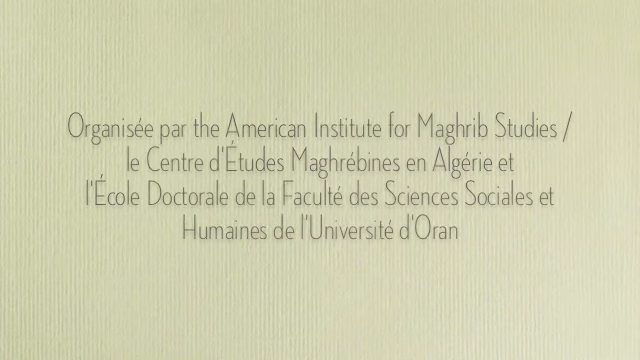 Organisée par the American Institute for Maghrib Studies /
le Centre d'Études Maghrébines en Algérie et
l'École Doctorale de la Faculté des Sciences Sociales et
Humaines de l'Université d'Oran